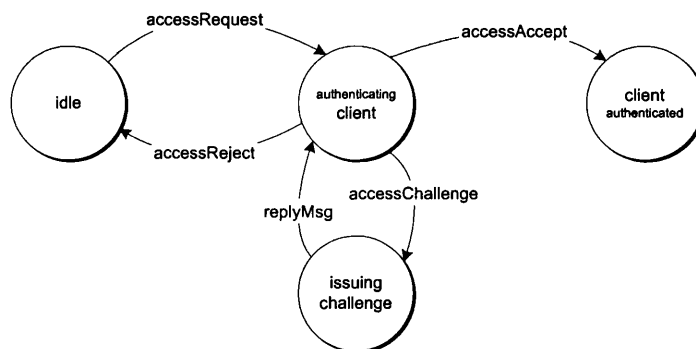 accessRequest
accessAccept
idle
authenticating
client
client
authenticated
accessReject
accessChallenge
replyMsg
issuing
challenge